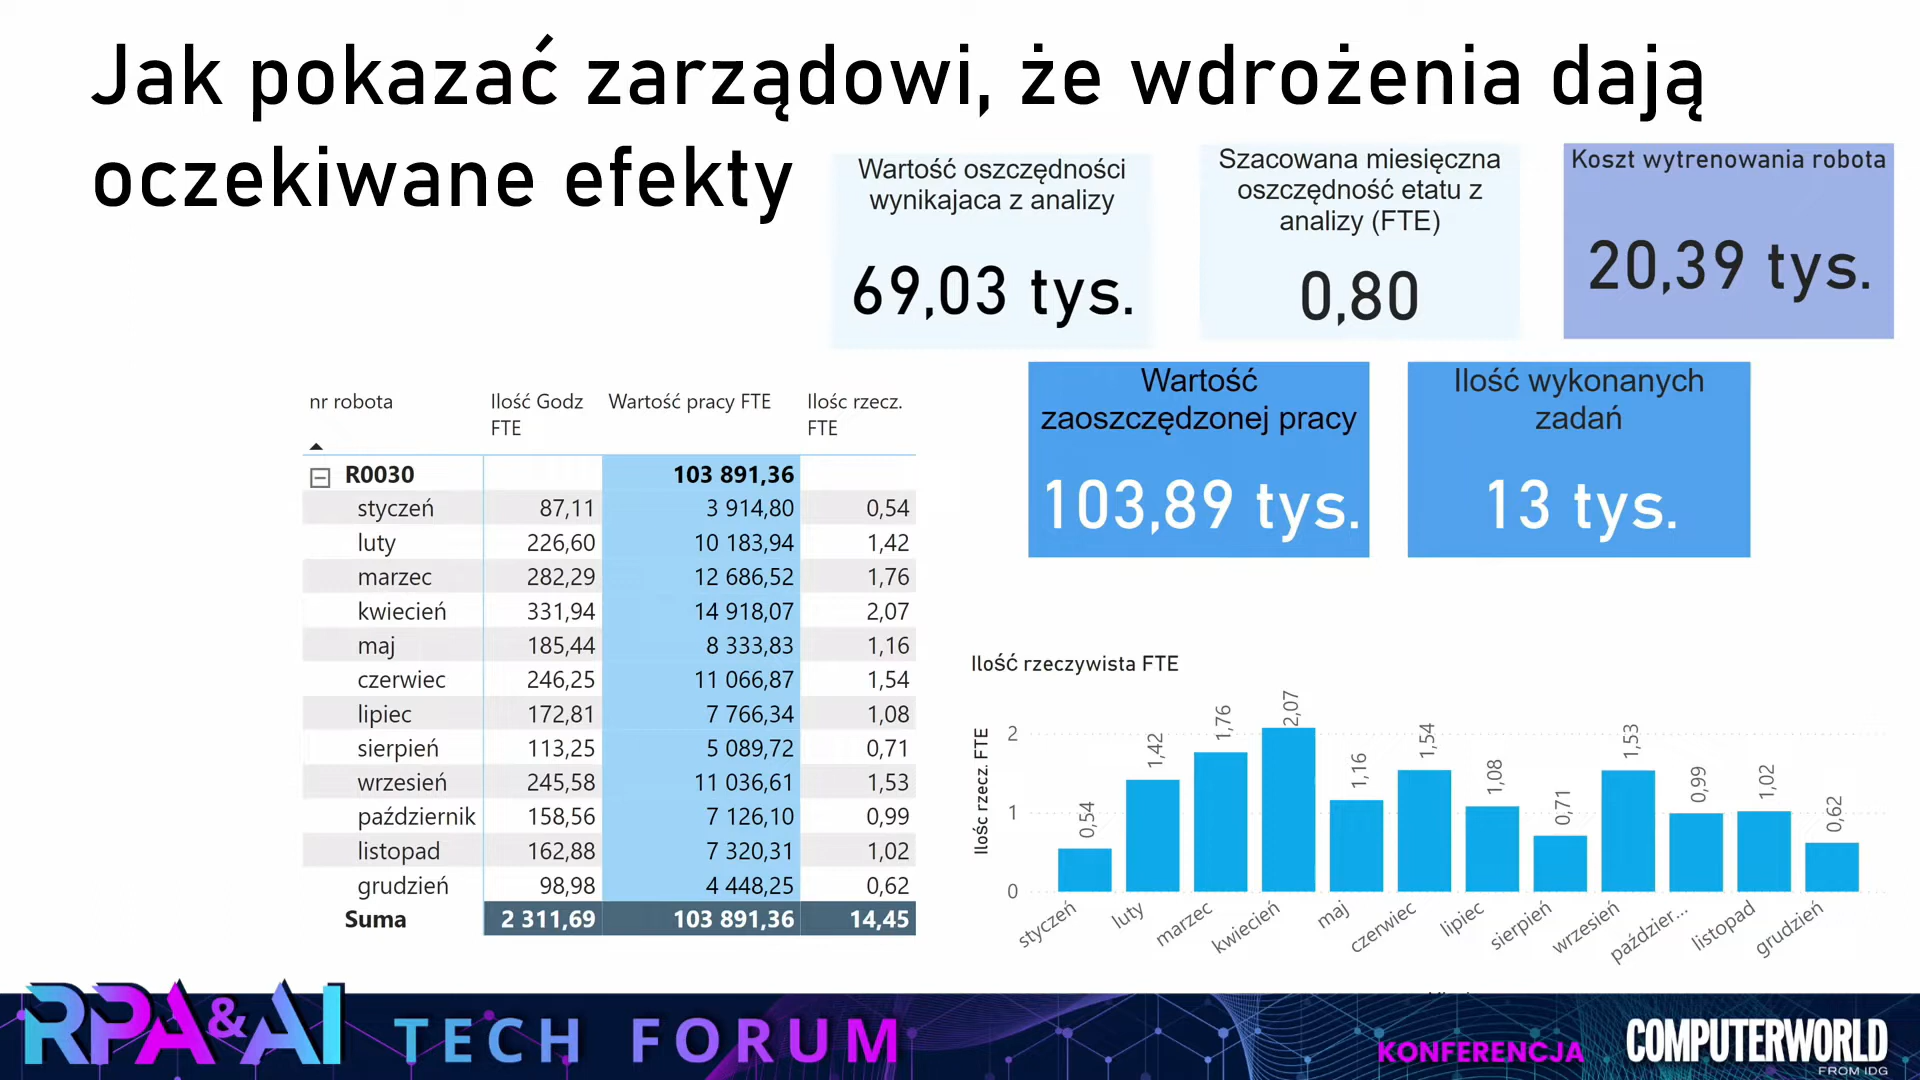 Jak pokazać zarządowi, że wdrożenia dają
oczekiwane efekty
Wartość oszczędności
wynikajaca z analizy
69,03 tys.
Szacowana miesięczna
oszczędność etatu z
analizy (FTE)
0,80
Koszt wytrenowania robota
20,39 tys.
Wartość
zaoszczędzonej pracy
103,89 tys.
Ilość wykonanych
zadań
13 tys.
nr robota Ilość Godz FTE Wartość pracy FTE Ilośc rzecz. FTE
R0030 103 891,36
styczeń 87,11 3 914,80 0,54
luty 226,60 10 183,94 1,42
marzec 282,29 12 686,52 1,76
kwiecień 331,94 14 918,07 2,07
maj 185,44 8 333,83 1,16
czerwiec 246,25 11 066,87 1,54
lipiec 172,81 7 766,34 1,08
sierpień 113,25 5 089,72 0,71
wrzesień 245,58 11 036,61 1,53
październik 158,56 7 126,10 0,99
listopad 162,88 7 320,31 1,02
grudzień 98,98 4 448,25 0,62
Suma 2 311,69 103 891,36 14,45
Ilość rzeczywista FTE
Ilośc rzecz. FTE
2
1
0
0,54 1,42 1,76 2,07 1,16 1,54 1,08 0,71 1,53 0,99 1,02 0,62
styczeń luty marzec kwiecień maj czerwiec lipiec sierpień wrzesień paździer... listopad grudzień
RPA&AI TECH FORUM
KONFERENCJA
COMPUTERWORLD
FROM IDG